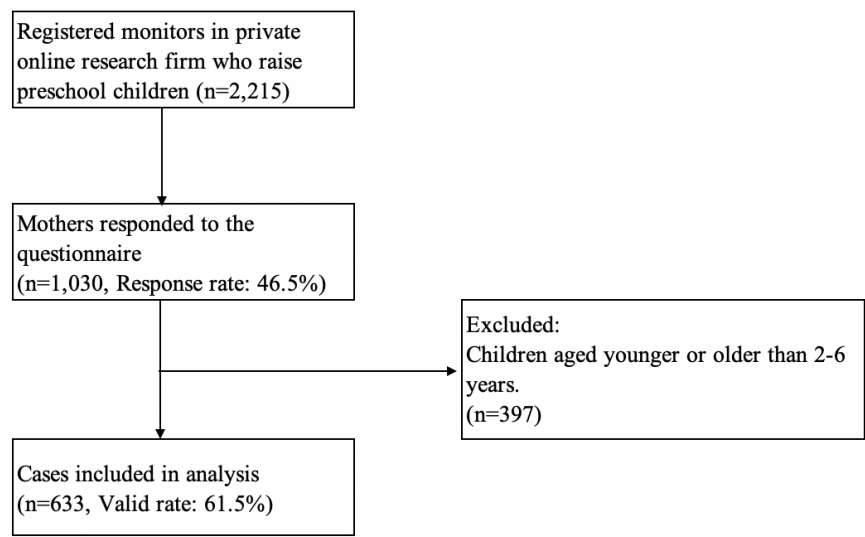 Registered monitors in private
online research firm who raise
preschool children (n=2,215)
Mothers responded to the
questionnaire
(n=1,030, Response rate: 46.5%)
Excluded:
Children aged younger or older than 2-6
years.
(n=397)
Cases included in analysis
(n=633, Valid rate: 61.5%)